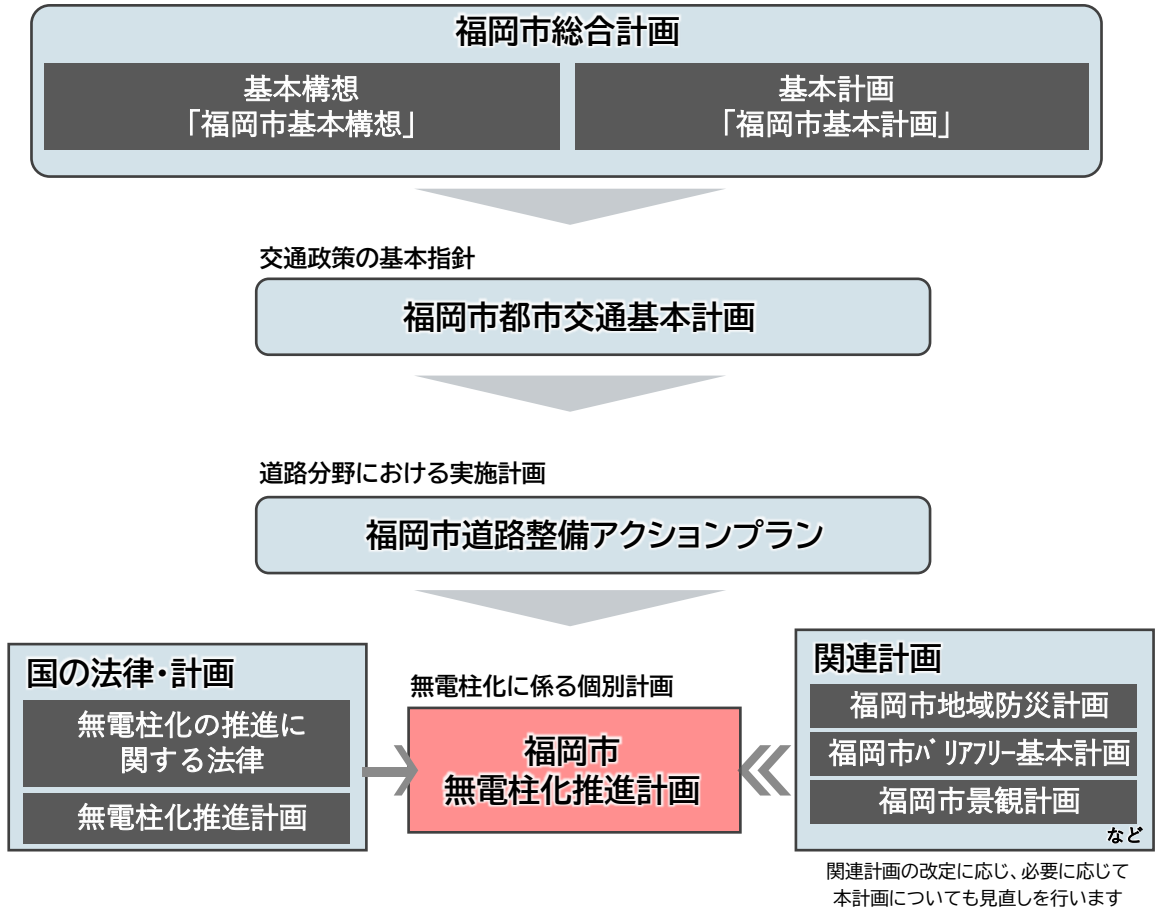 福岡市総合計画
基本構想
「福岡市基本構想」
基本計画
「福岡市基本計画」
交通政策の基本指針
福岡市都市交通基本計画
道路分野における実施計画
福岡市道路整備アクションプラン
国の法律・計画
無電柱化の推進に
関する法律
無電柱化推進計画
無電柱化に係る個別計画
福岡市
無電柱化推進計画
関連計画
福岡市地域防災計画
福岡市ﾊﾞﾘｱﾌﾘｰ基本計画
福岡市景観計画
など
関連計画の改定に応じ、必要に応じて
本計画についても見直しを行います